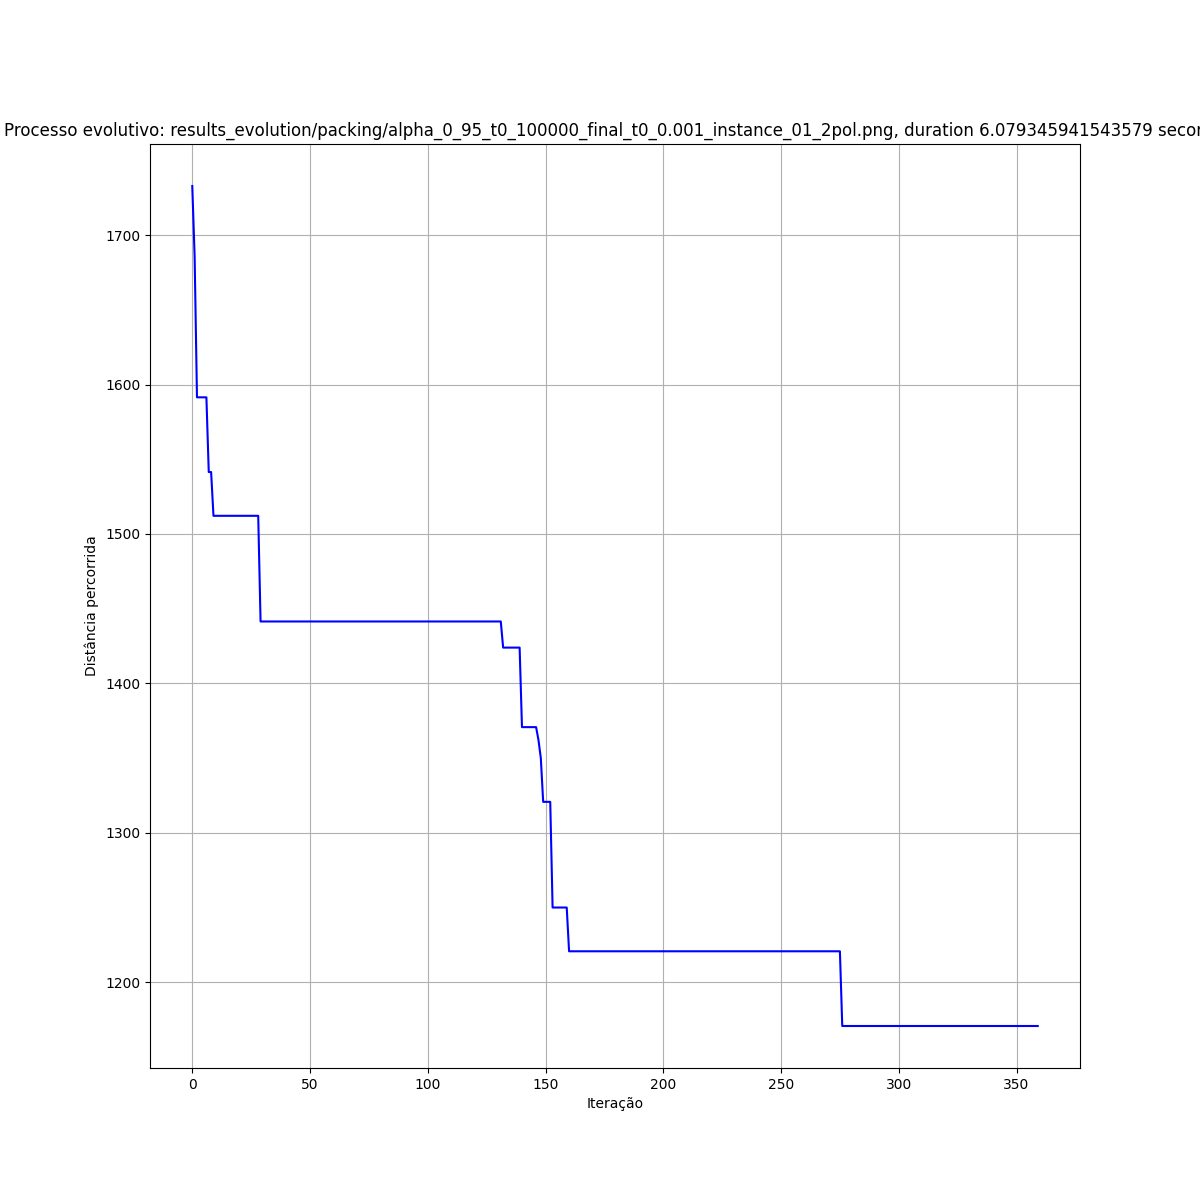 Processo evolutivo: results_evolution/packing/alpha_0_95_t0_100000_final_t0_0.001_instance_01_2pol.png, duration 6.079345941543579
1700
1600
1500
1400
1300
1200
Distância percorrida
0 50 100 150 200 250 300 350
Iteração